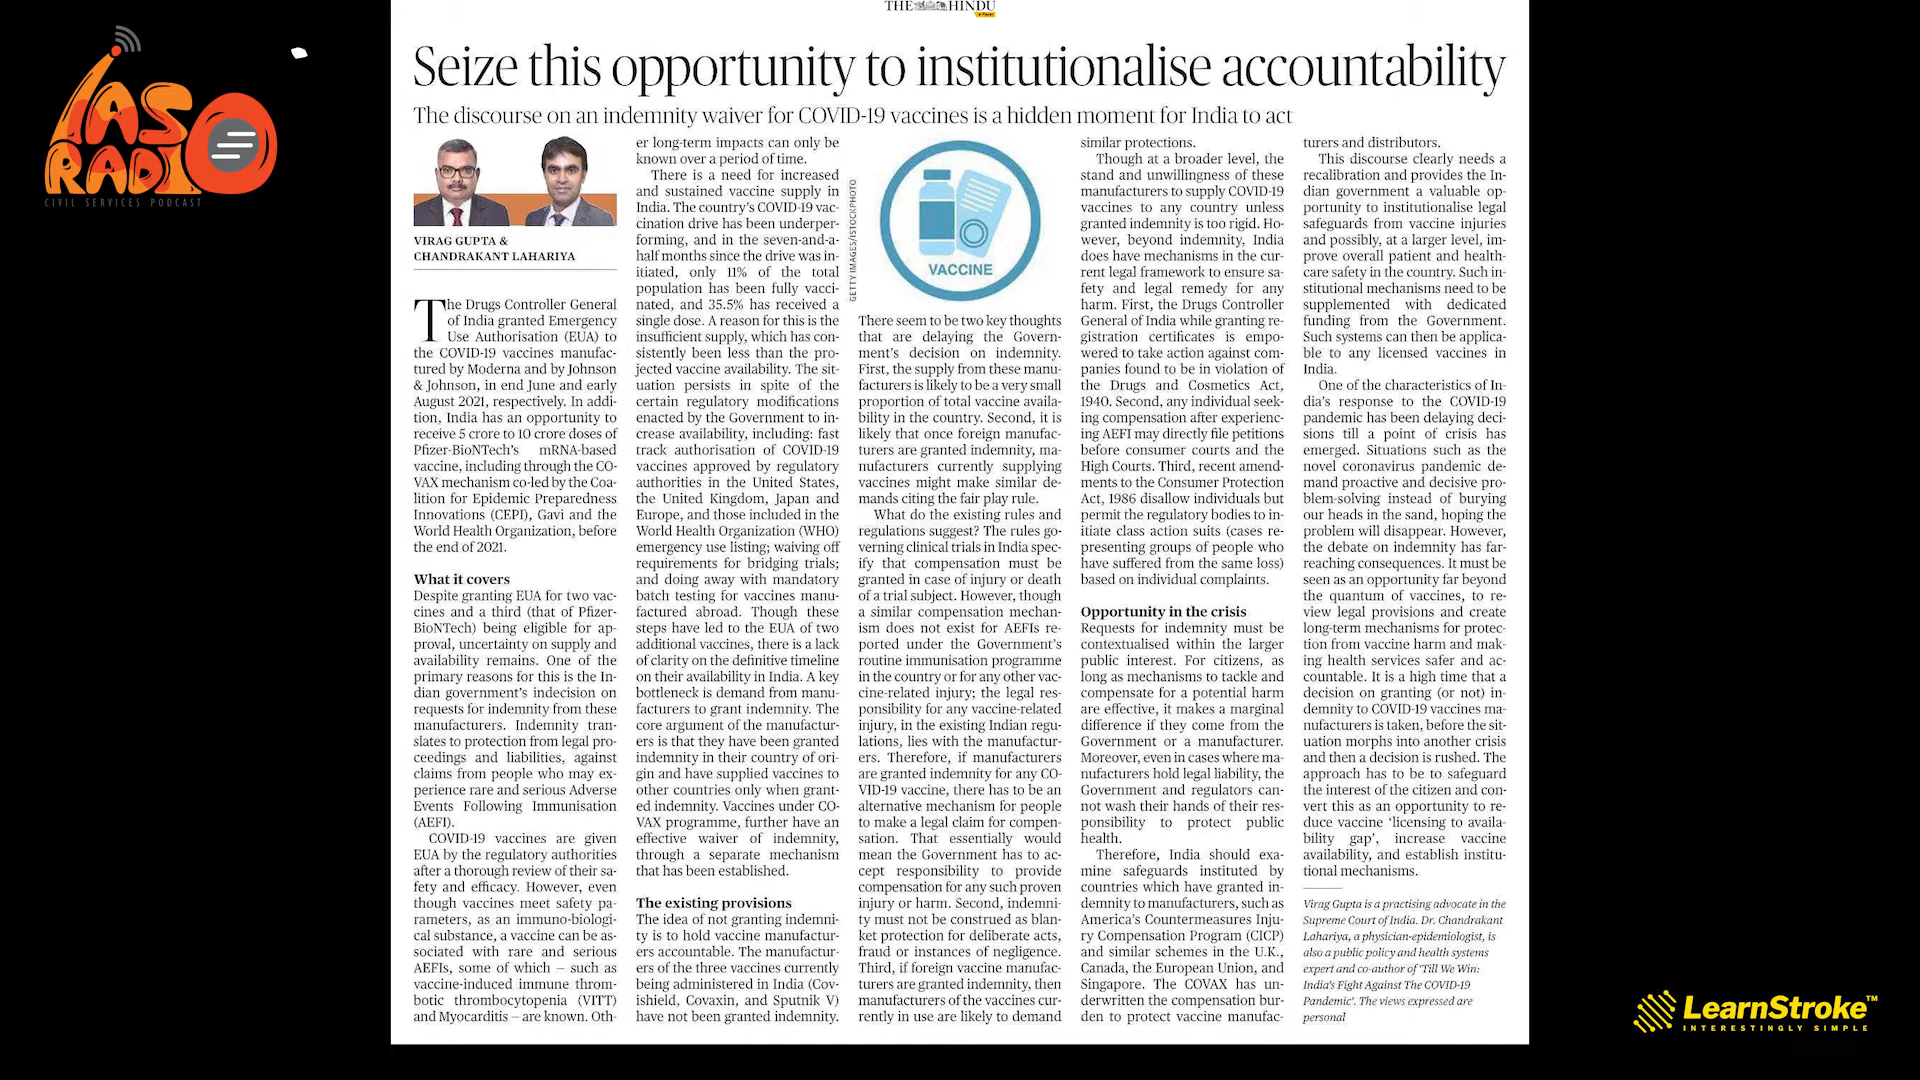 IAS RADIO
CIVIL SERVICES PODCAST
THE HINDU
Seize this opportunity to institutionalise accountability
The discourse on an indemnity waiver for COVID-19 vaccines is a hidden moment for India to act
VIRAG GUPTA &
CHANDRAKANT LAHARIYA
The Drugs Controller General
of India granted Emergency
Use Authorisation (EUA) to
the COVID-19 vaccines manufac-
tured by Moderna and by Johnson
& Johnson, in end June and early
August 2021, respectively. In addi-
tion, India has an opportunity to
receive 5 crore to 10 crore doses of
Pfizer-BioNTech's mRNA-based
vaccine, including through the CO-
VAX mechanism co-led by the Coa-
lition for Epidemic Preparedness
Innovations (CEPI), Gavi and the
World Health Organization, before
the end of 2021.
What it covers
Despite granting EUA for two vac-
cines and a third (that of Pfizer-
BioNTech) being eligible for ap-
proval, uncertainty on supply and
availability remains. One of the
primary reasons for this is the In-
dian government's indecision on
requests for indemnity from these
manufacturers. Indemnity tran-
slates to protection from legal pro-
ceedings and liabilities, against
claims from people who may ex-
perience rare and serious Adverse
Events Following Immunisation
(AEFI).
COVID-19 vaccines are given
EUA by the regulatory authorities
after a thorough review of their sa-
fety and efficacy. However, even
though vaccines meet safety pa-
rameters, as an immuno-biologi-
cal substance, a vaccine can be as-
sociated with rare and serious
AEFIs, some of which – such as
vaccine-induced immune throm-
botic thrombocytopenia (VITT)
and Myocarditis – are known. Oth-
er long-term impacts can only be
known over a period of time.
There is a need for increased
and sustained vaccine supply in
India. The country's COVID-19 vac-
cination drive has been underper-
forming, and in the seven-and-a-
half months since the drive was in-
itiated, only 11% of the total
population has been fully vacci-
nated, and 35.5% has received a
single dose. A reason for this is the
insufficient supply, which has con-
sistently been less than the pro-
jected vaccine availability. The sit-
uation persists in spite of the
certain regulatory modifications
enacted by the Government to in-
crease availability, including: fast
track authorisation of COVID-19
vaccines approved by regulatory
authorities in the United States,
the United Kingdom, Japan and
Europe, and those included in the
World Health Organization (WHO)
emergency use listing; waiving off
requirements for bridging trials;
and doing away with mandatory
batch testing for vaccines manu-
factured abroad. Though these
steps have led to the EUA of two
additional vaccines, there is a lack
of clarity on the definitive timeline
on their availability in India. A key
bottleneck is demand from manu-
facturers to grant indemnity. The
core argument of the manufactur-
ers is that they have been granted
indemnity in their country of ori-
gin and have supplied vaccines to
other countries only when grant-
ed indemnity. Vaccines under CO-
VAX programme, further have an
effective waiver of indemnity,
through a separate mechanism
that has been established.
The existing provisions
The idea of not granting indemni-
ty is to hold vaccine manufactur-
ers accountable. The manufactur-
ers of the three vaccines currently
being administered in India (Cov-
ishield, Covaxin, and Sputnik V)
have not been granted indemnity.
GETTY IMAGES/ISTOCKPHOTO
VACCINE
There seem to be two key thoughts
that are delaying the Govern-
ment's decision on indemnity.
First, the supply from these manu-
facturers is likely to be a very small
proportion of total vaccine availa-
bility in the country. Second, it is
likely that once foreign manufac-
turers are granted indemnity, ma-
nufacturers currently supplying
vaccines might make similar de-
mands citing the fair play rule.
What do the existing rules and
regulations suggest? The rules go-
verning clinical trials in India spec-
ify that compensation must be
granted in case of injury or death
of a trial subject. However, though
a similar compensation mechan-
ism does not exist for AEFIs re-
ported under the Government's
routine immunisation programme
in the country or for any other vac-
cine-related injury; the legal res-
ponsibility for any vaccine-related
injury, in the existing Indian regu-
lations, lies with the manufactur-
ers. Therefore, if manufacturers
are granted indemnity for any CO-
VID-19 vaccine, there has to be an
alternative mechanism for people
to make a legal claim for compen-
sation. That essentially would
mean the Government has to ac-
cept responsibility to provide
compensation for any such proven
injury or harm. Second, indemni-
ty must not be construed as blan-
ket protection for deliberate acts,
fraud or instances of negligence.
Third, if foreign vaccine manufac-
turers are granted indemnity, then
manufacturers of the vaccines cur-
rently in use are likely to demand
similar protections.
Though at a broader level, the
stand and unwillingness of these
manufacturers to supply COVID-19
vaccines to any country unless
granted indemnity is too rigid. Ho-
wever, beyond indemnity, India
does have mechanisms in the cur-
rent legal framework to ensure sa-
fety and legal remedy for any
harm. First, the Drugs Controller
General of India while granting re-
gistration certificates is empo-
wered to take action against com-
panies found to be in violation of
the Drugs and Cosmetics Act,
1940. Second, any individual seek-
ing compensation after experienc-
ing AEFI may directly file petitions
before consumer courts and the
High Courts. Third, recent amend-
ments to the Consumer Protection
Act, 1986 disallow individuals but
permit the regulatory bodies to in-
itiate class action suits (cases re-
presenting groups of people who
have suffered from the same loss)
based on individual complaints.
Opportunity in the crisis
Requests for indemnity must be
contextualised within the larger
public interest. For citizens, as
long as mechanisms to tackle and
compensate for a potential harm
are effective, it makes a marginal
difference if they come from the
Government or a manufacturer.
Moreover, even in cases where ma-
nufacturers hold legal liability, the
Government and regulators can-
not wash their hands of their res-
ponsibility to protect public
health.
Therefore, India should exa-
mine safeguards instituted by
countries which have granted in-
demnity to manufacturers, such as
America's Countermeasures Inju-
ry Compensation Program (CICP)
and similar schemes in the U.K.,
Canada, the European Union, and
Singapore. The COVAX has un-
derwritten the compensation bur-
den to protect vaccine manufac-
turers and distributors.
This discourse clearly needs a
recalibration and provides the In-
dian government a valuable op-
portunity to institutionalise legal
safeguards from vaccine injuries
and possibly, at a larger level, im-
prove overall patient and health-
care safety in the country. Such in-
stitutional mechanisms need to be
supplemented with dedicated
funding from the Government.
Such systems can then be applica-
ble to any licensed vaccines in
India.
One of the characteristics of In-
dia's response to the COVID-19
pandemic has been delaying deci-
sions till a point of crisis has
emerged. Situations such as the
novel coronavirus pandemic de-
mand proactive and decisive pro-
blem-solving instead of burying
our heads in the sand, hoping the
problem will disappear. However,
the debate on indemnity has far-
reaching consequences. It must be
seen as an opportunity far beyond
the quantum of vaccines, to re-
view legal provisions and create
long-term mechanisms for protec-
tion from vaccine harm and mak-
ing health services safer and ac-
countable. It is a high time that a
decision on granting (or not) in-
demnity to COVID-19 vaccines ma-
nufacturers is taken, before the sit-
uation morphs into another crisis
and then a decision is rushed. The
approach has to be to safeguard
the interest of the citizen and con-
vert this as an opportunity to re-
duce vaccine 'licensing to availa-
bility gap', increase vaccine
availability, and establish institu-
tional mechanisms.
Virag Gupta is a practising advocate in the
Supreme Court of India. Dr. Chandrakant
Lahariya, a physician-epidemiologist, is
also a public policy and health systems
expert and co-author of 'Till We Win:
India's Fight Against The COVID-19
Pandemic'. The views expressed are
personal
LearnStroke™
INTERESTINGLY SIMPLE